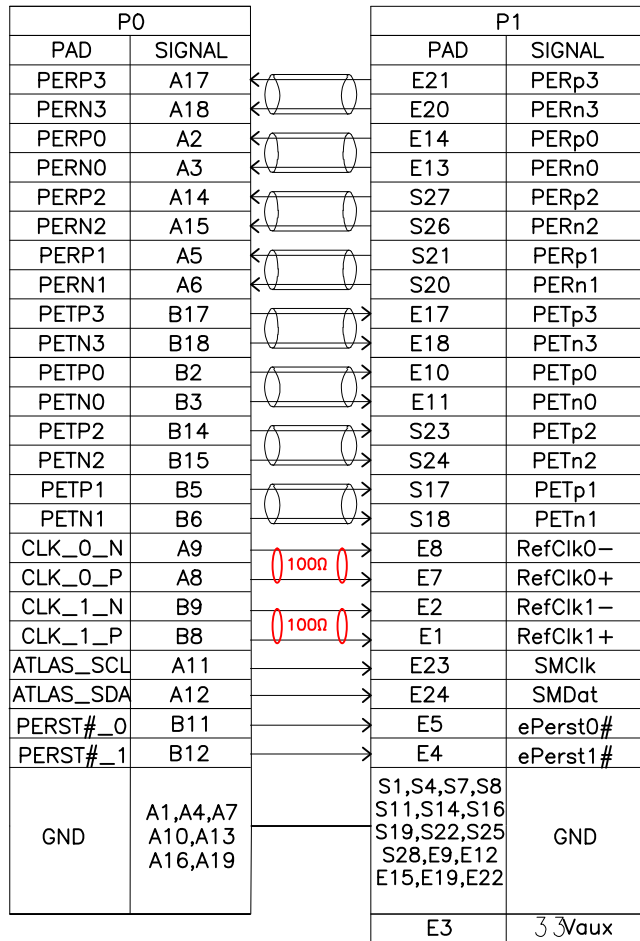 P0 P1
PAD SIGNAL PAD SIGNAL
PERP3 A17 E21 PERp3
PERN3 A18 E20 PERn3
PERP0 A2 E14 PERp0
PERN0 A3 E13 PERn0
PERP2 A14 S27 PERp2
PERN2 A15 S26 PERn2
PERP1 A5 S21 PERp1
PERN1 A6 S20 PERn1
PETP3 B17 E17 PETp3
PETN3 B18 E18 PETn3
PETP0 B2 E10 PETp0
PETN0 B3 E11 PETn0
PETP2 B14 S23 PETp2
PETN2 B15 S24 PETn2
PETP1 B5 S17 PETp1
PETN1 B6 S18 PETn1
CLK_0_N A9 E8 RefClk0-
100Ω
CLK_0_P A8 E7 RefClk0+
CLK_1_N B9 E2 RefClk1-
100Ω
CLK_1_P B8 E1 RefClk1+
ATLAS_SCL A11 E23 SMClk
ATLAS_SDA A12 E24 SMDat
PERST#_0 B11 E5 ePerst0#
PERST#_1 B12 E4 ePerst1#
GND
A1,A4,A7
A10,A13
A16,A19
S1,S4,S7,S8
S11,S14,S16
S19,S22,S25
S28,E9,E12
E15,E19,E22
GND
E3 33Vaux